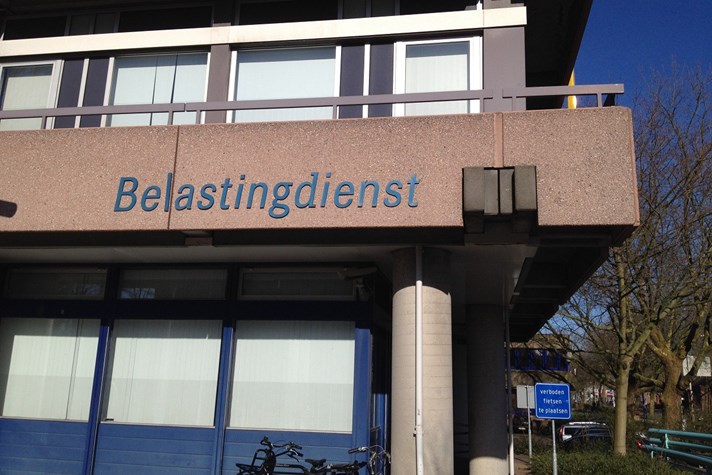 Belastingdienst
verboden
fietsen
te plaatsen